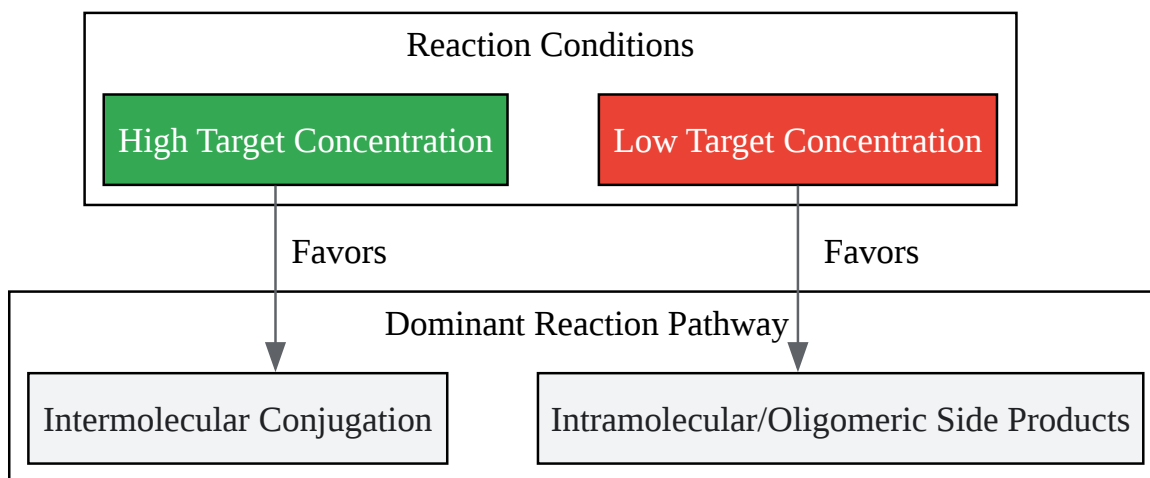 Reaction Conditions
High Target Concentration
Low Target Concentration
Favors
Favors
Dominant Reaction Pathway
Intermolecular Conjugation
Intramolecular/Oligomeric Side Products